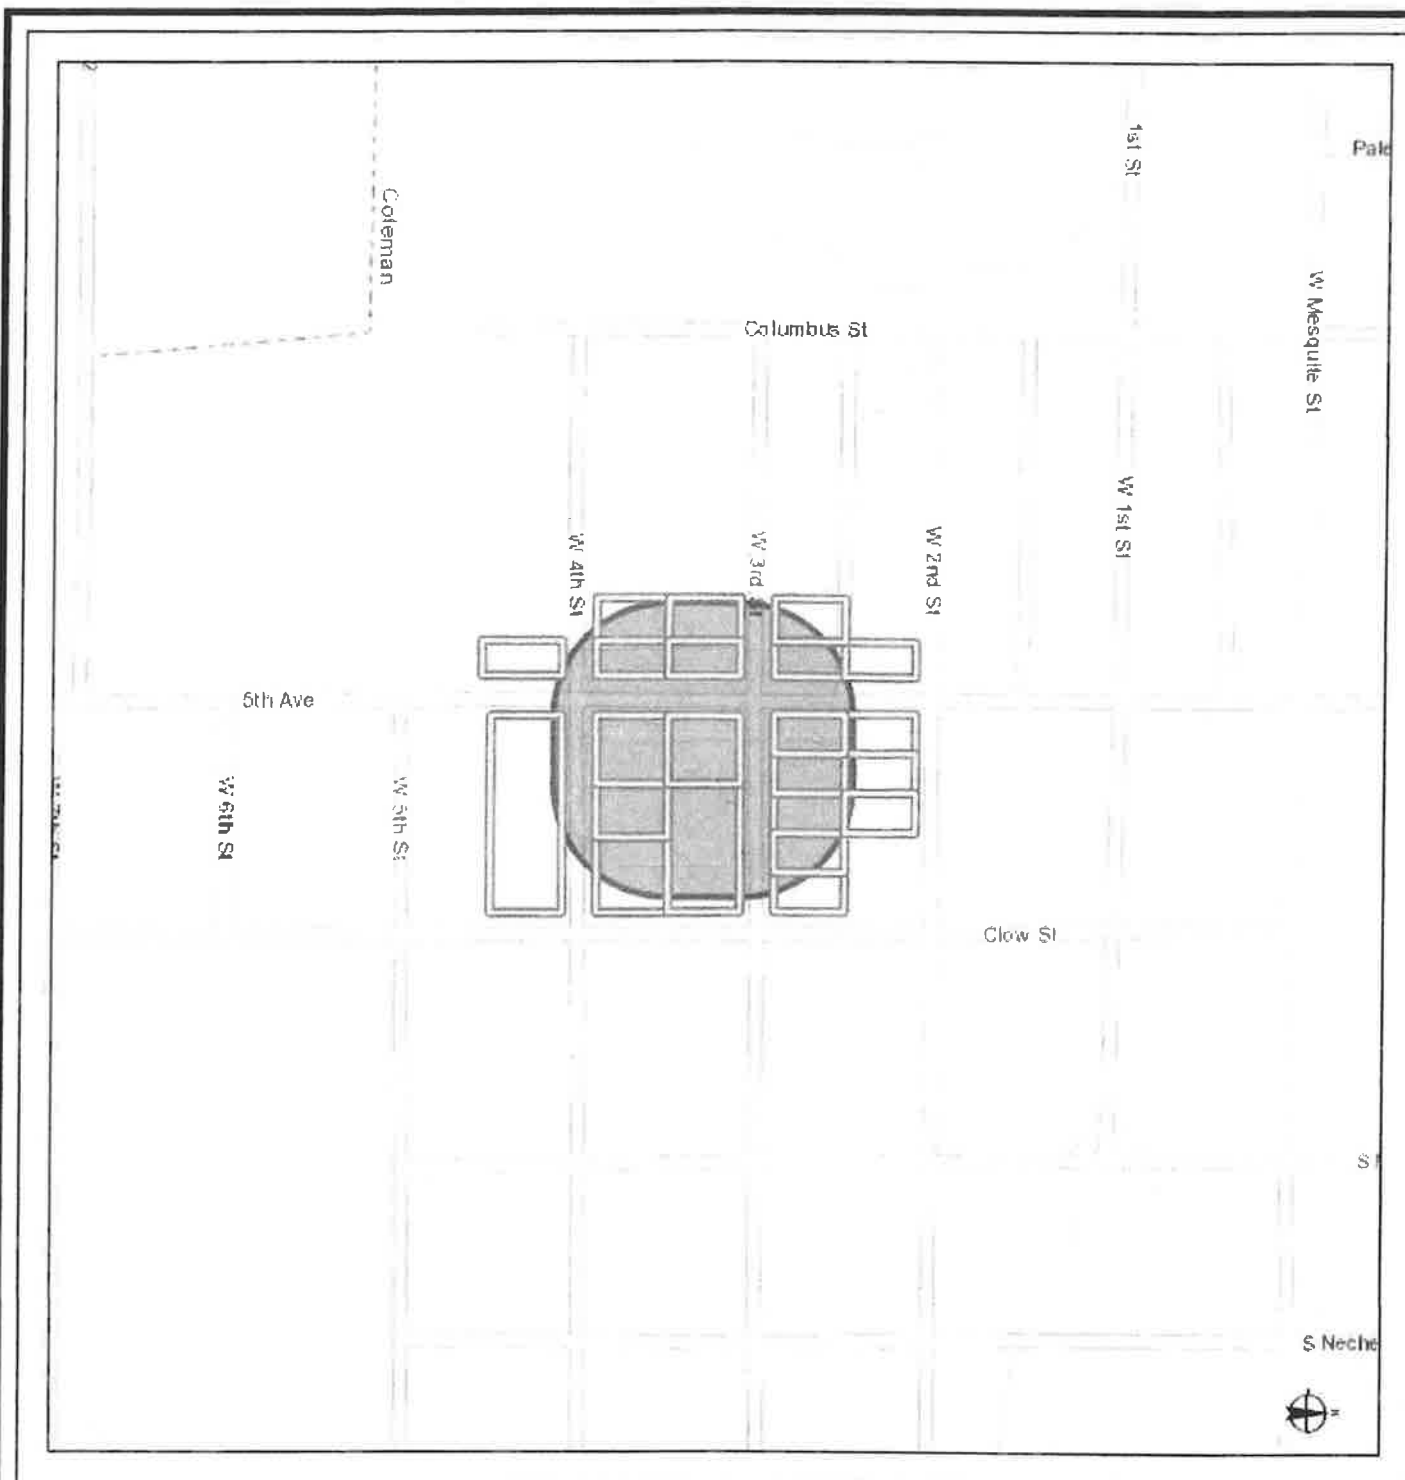 1st St
Pale
Coleman
W Mesquite St
Columbus St
W 1st St
W 2nd St
W 3rd St
W 4th St
5th Ave
W 6th St
W 5th St
Clow St
S
S Neche
N